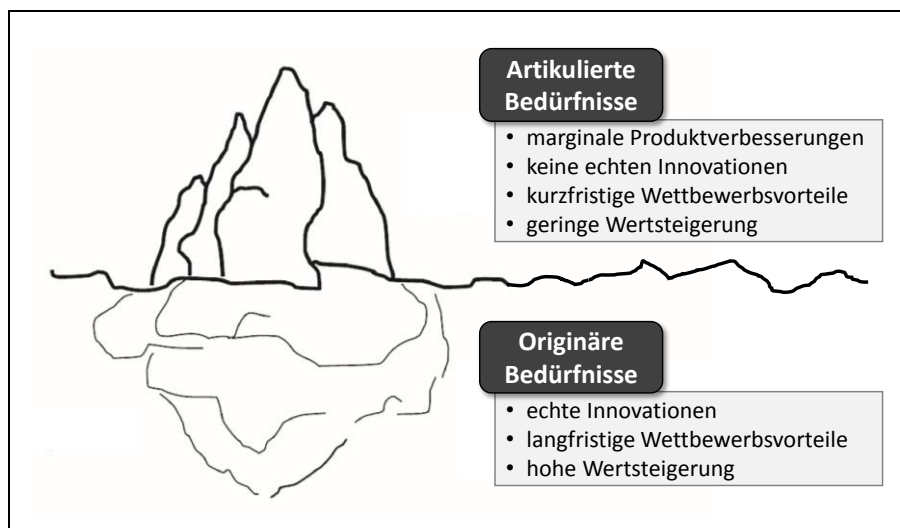 Artikulierte
Bedürfnisse
• marginale Produktverbesserungen
• keine echten Innovationen
• kurzfristige Wettbewerbsvorteile
• geringe Wertsteigerung
Originäre
Bedürfnisse
• echte Innovationen
• langfristige Wettbewerbsvorteile
• hohe Wertsteigerung